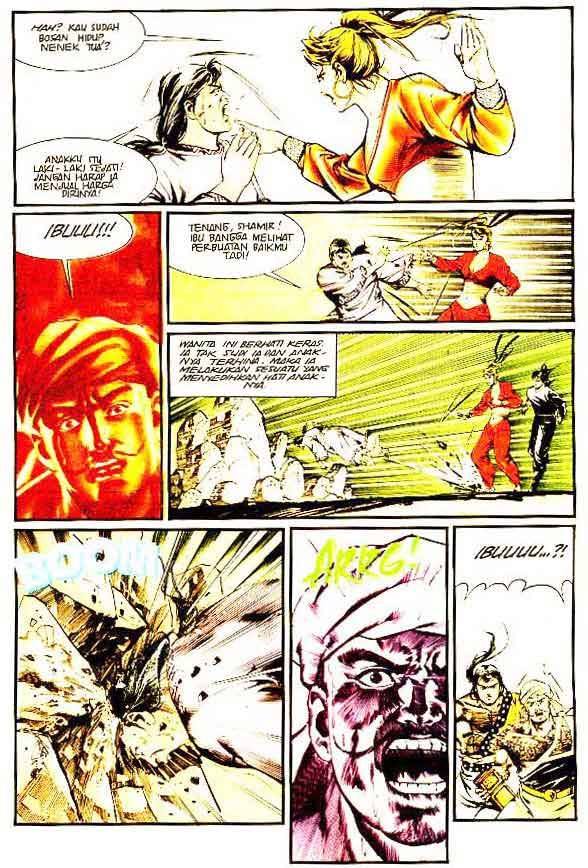 HAH? KAU SUDAH
BOSAN HIDUP
NENEK TUA?
ANAKKU ITU
LAKI-LAKI SEJATI!
JANGAN HARAP IA
MENJUAL HARGA
DIRINYA!
IBUUU!!!
TENANG, SHAMIR!
IBU BANGGA MELIHAT
PERBUATAN BAIKMU
TADI!
WANITA INI BERHATI KERAS.
IA TAK SUDI IA DAN ANAK-
NYA TERHINA. MAKA IA
MELAKUKAN SESUATU YANG
MENYEDIHKAN HATI ANAK-
NYA
BOOM
ARRG!
IBUUUU...?!